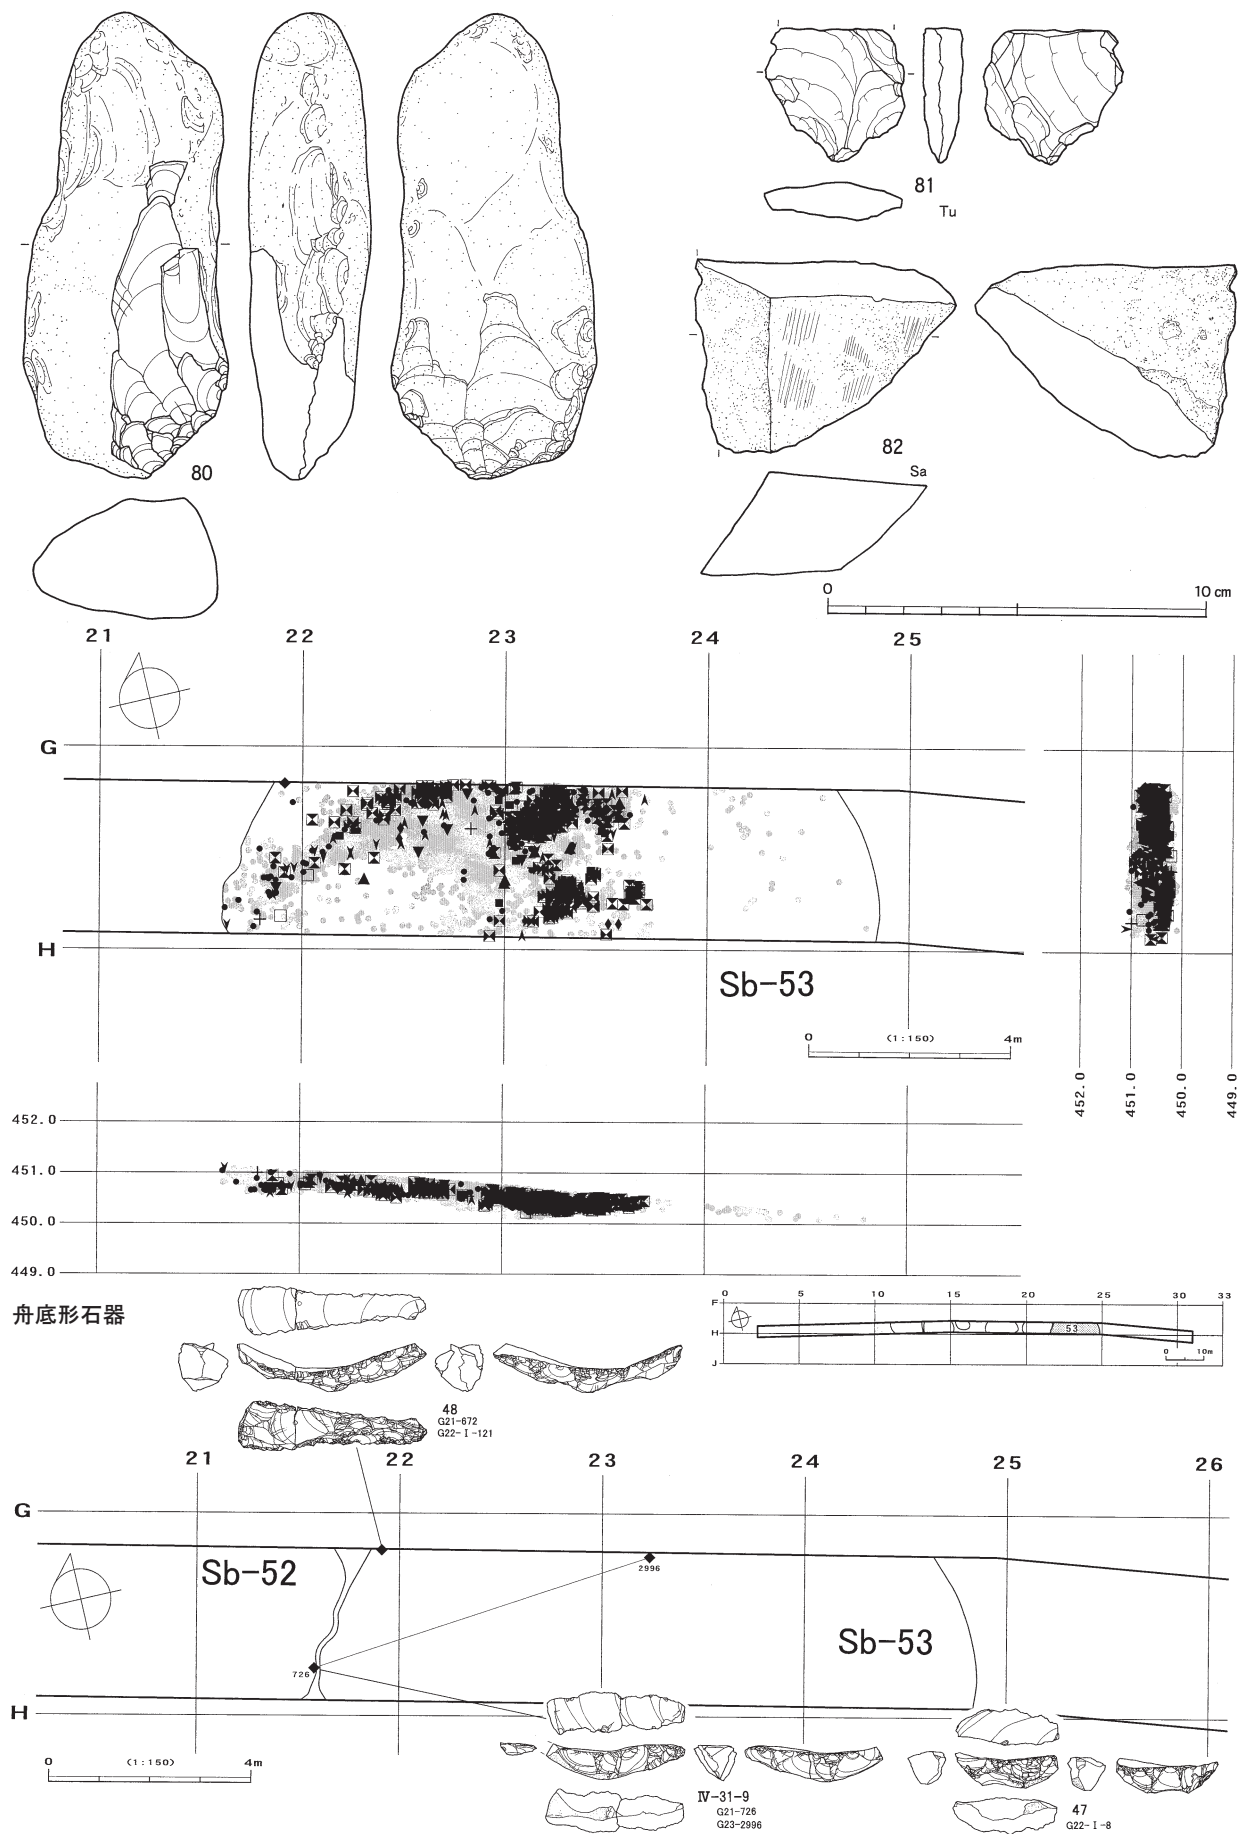 80
81
Tu
82
Sa
0 10 cm
21 22 23 24 25
G
H
Sb-53
0 (1:150) 4m
452.0 451.0 450.0 449.0
452.0
451.0
450.0
449.0
舟底形石器
0 5 10 15 20 25 30 33
F
H
J
53
0 10m
48
G21-672
G22-Ⅰ-121
21 22 23 24 25 26
G
Sb-52
2996
Sb-53
726
H
0 (1:150) 4m
Ⅳ-31-9
G21-726
G23-2996
47
G22-Ⅰ-8